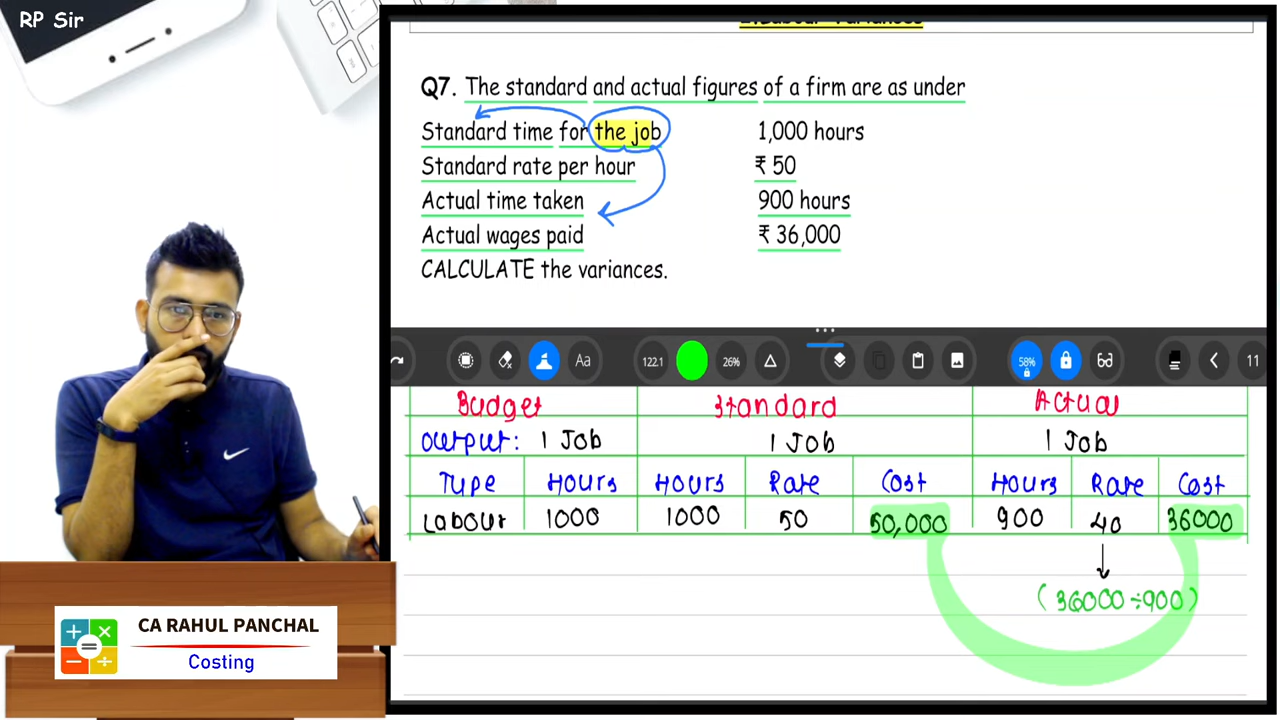 RP Sir
Q7. The standard and actual figures of a firm are as under
Standard time for the job 1,000 hours
Standard rate per hour ₹ 50
Actual time taken 900 hours
Actual wages paid ₹ 36,000
CALCULATE the variances.
Aa 122.1 26% 58% 11
Budget Standard Actual
Output: 1 Job 1 Job 1 Job
Type Hours Hours Rate Cost Hours Rate Cost
Labour 1000 1000 50 50,000 900 40 36000
(36000÷900)
CA RAHUL PANCHAL
Costing